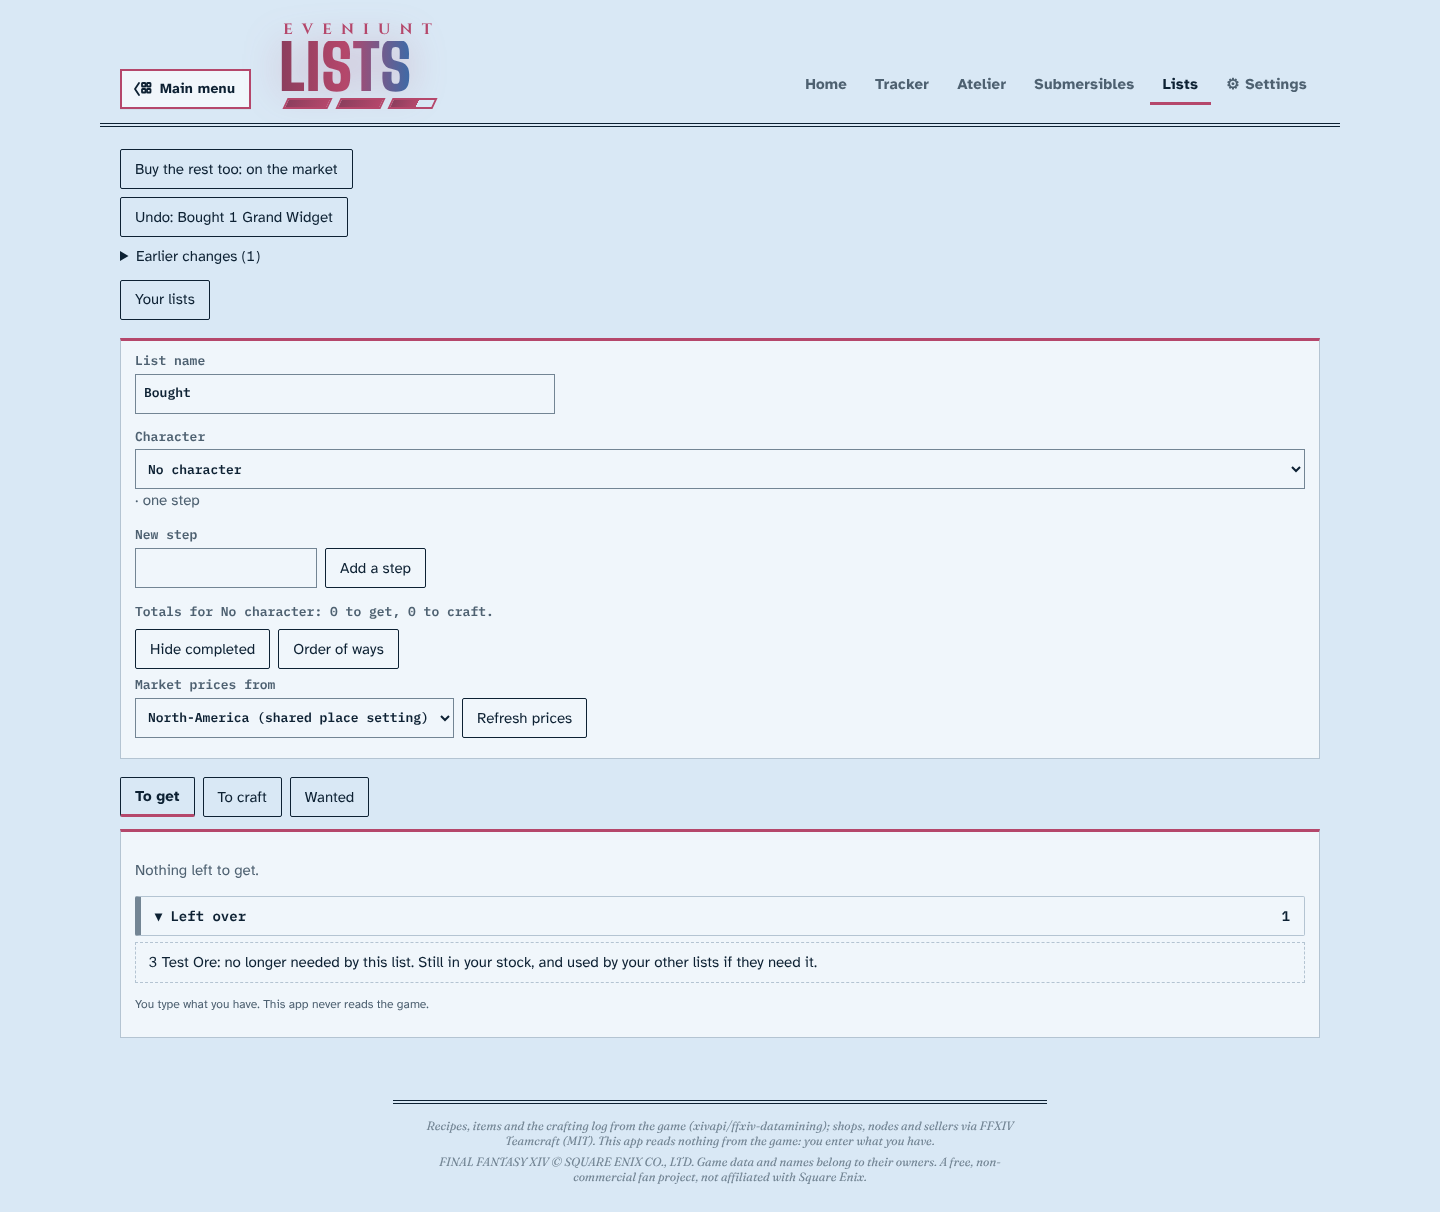 EVENIUNT
LISTS
Main menu
Home Tracker Atelier Submersibles Lists ⚙ Settings
Buy the rest too: on the market
Undo: Bought 1 Grand Widget
▶ Earlier changes (1)
Your lists
List name
Bought
Character
No character
· one step
New step
Add a step
Totals for No character: 0 to get, 0 to craft.
Hide completed Order of ways
Market prices from
North-America (shared place setting) Refresh prices
To get To craft Wanted
Nothing left to get.
▼ Left over 1
3 Test Ore: no longer needed by this list. Still in your stock, and used by your other lists if they need it.
You type what you have. This app never reads the game.
Recipes, items and the crafting log from the game (xivapi/ffxiv-datamining); shops, nodes and sellers via FFXIV
Teamcraft (MIT). This app reads nothing from the game: you enter what you have.
FINAL FANTASY XIV © SQUARE ENIX CO., LTD. Game data and names belong to their owners. A free, non-
commercial fan project, not affiliated with Square Enix.